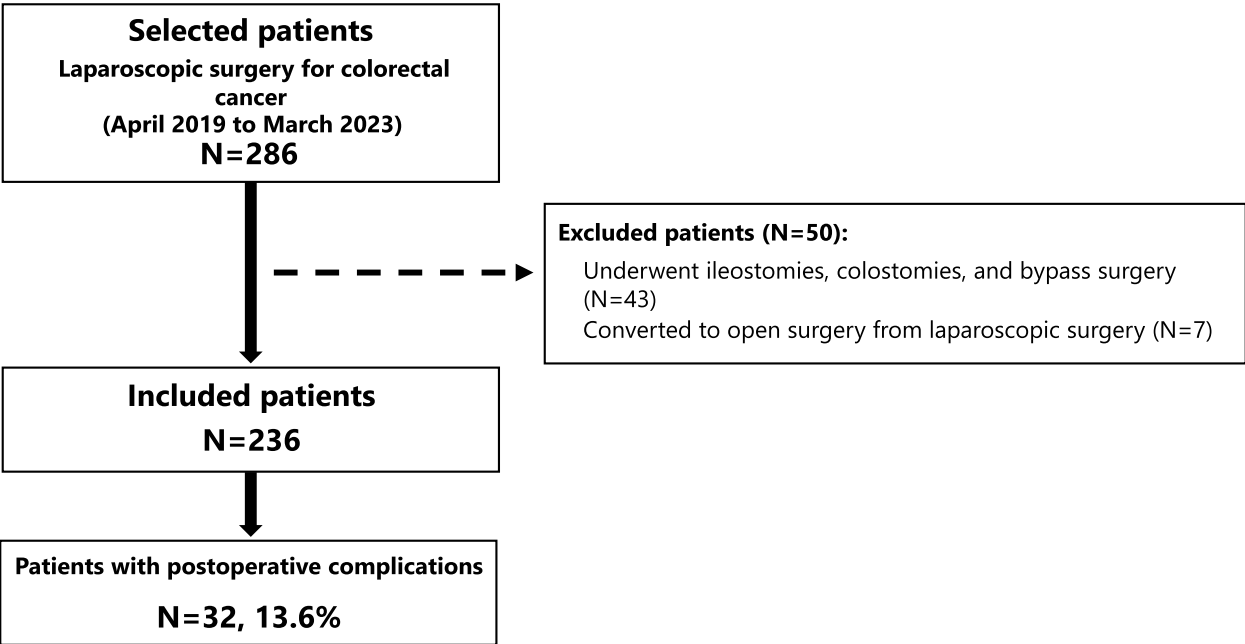 Selected patients
Laparoscopic surgery for colorectal
cancer
(April 2019 to March 2023)
N=286
Excluded patients (N=50):
Underwent ileostomies, colostomies, and bypass surgery
(N=43)
Converted to open surgery from laparoscopic surgery (N=7)
Included patients
N=236
Patients with postoperative complications
N=32, 13.6%